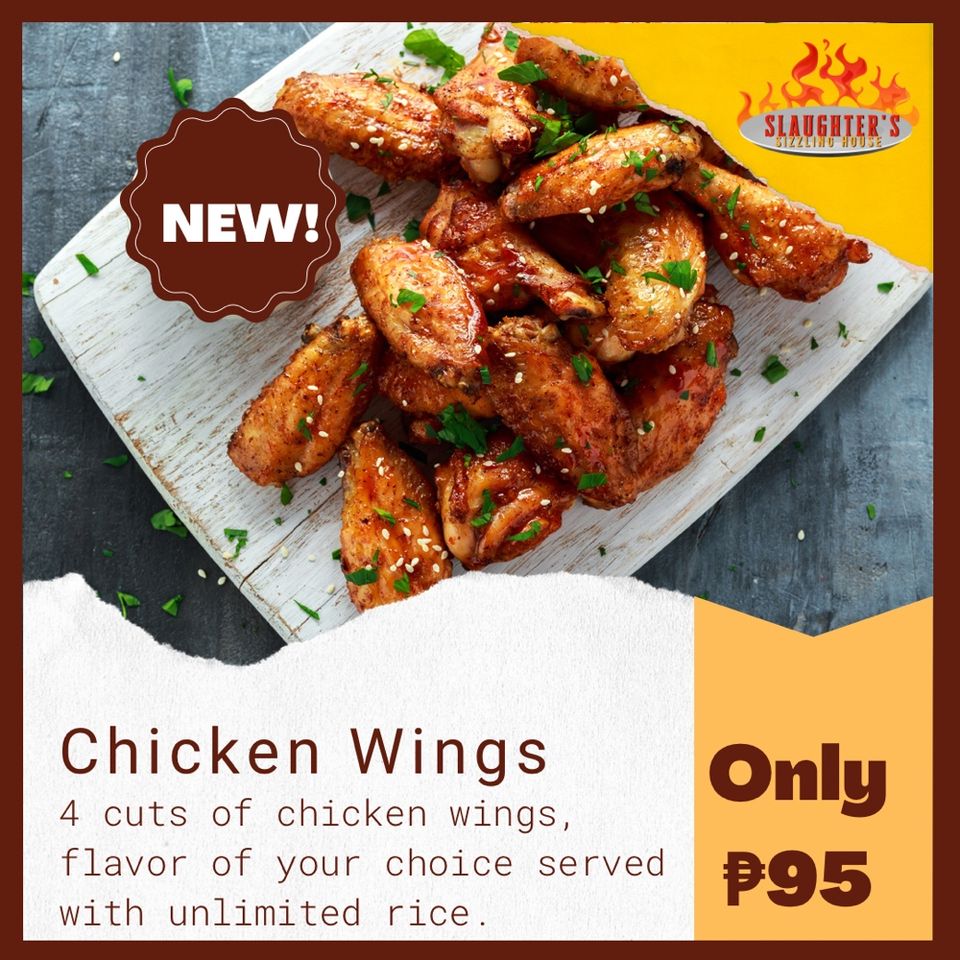 SLAUGHTER'S
SIZZLING HOUSE
NEW!
Chicken Wings
4 cuts of chicken wings,
flavor of your choice served
with unlimited rice.
Only
₱95